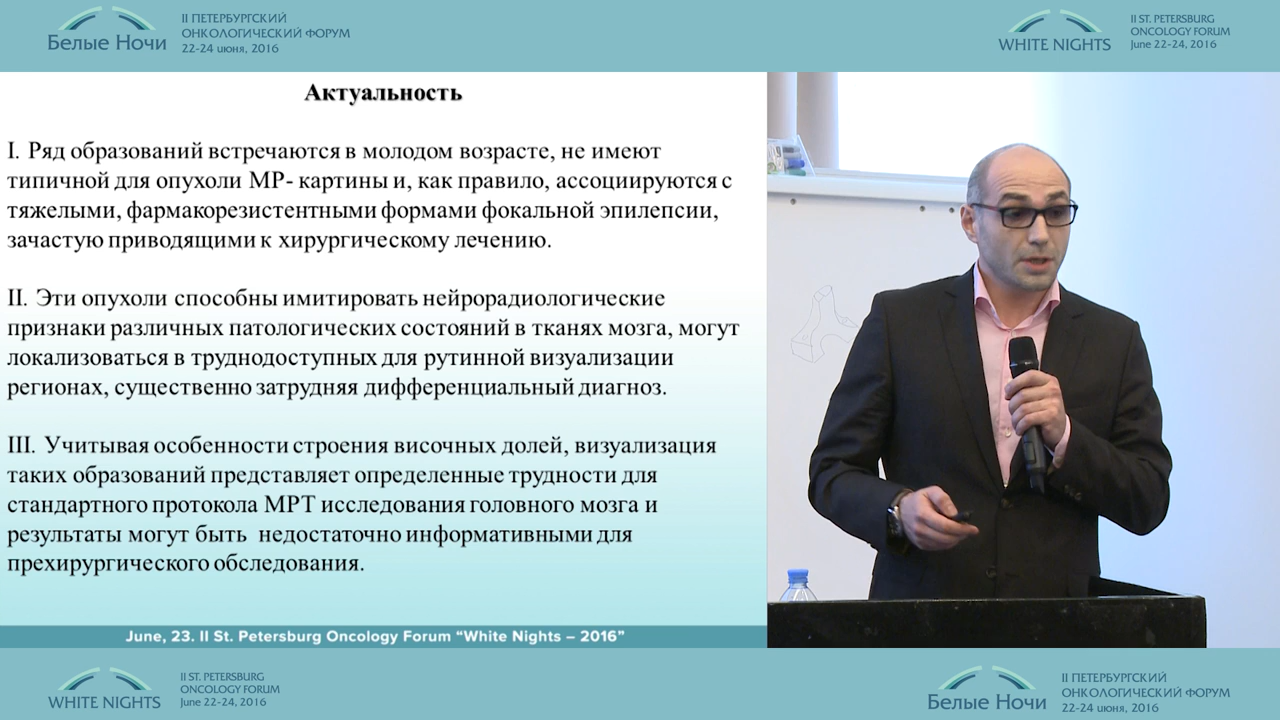 Белые Ночи
II ПЕТЕРБУРГСКИЙ
ОНКОЛОГИЧЕСКИЙ ФОРУМ
22-24 июня, 2016
WHITE NIGHTS
II ST. PETERSBURG
ONCOLOGY FORUM
June 22-24, 2016
Актуальность
I. Ряд образований встречаются в молодом возрасте, не имеют
типичной для опухоли МР- картины и, как правило, ассоциируются с
тяжелыми, фармакорезистентными формами фокальной эпилепсии,
зачастую приводящими к хирургическому лечению.
II. Эти опухоли способны имитировать нейрорадиологические
признаки различных патологических состояний в тканях мозга, могут
локализоваться в труднодоступных для рутинной визуализации
регионах, существенно затрудняя дифференциальный диагноз.
III. Учитывая особенности строения височных долей, визуализация
таких образований представляет определенные трудности для
стандартного протокола МРТ исследования головного мозга и
результаты могут быть недостаточно информативными для
прехирургического обследования.
June, 23. II St. Petersburg Oncology Forum “White Nights – 2016”
WHITE NIGHTS
II ST. PETERSBURG
ONCOLOGY FORUM
June 22-24, 2016
Белые Ночи
II ПЕТЕРБУРГСКИЙ
ОНКОЛОГИЧЕСКИЙ ФОРУМ
22-24 июня, 2016